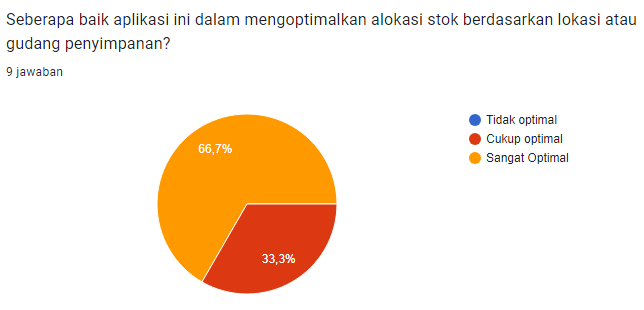 Seberapa baik aplikasi ini dalam mengoptimalkan alokasi stok berdasarkan lokasi atau
gudang penyimpanan?
9 jawaban
Tidak optimal
Cukup optimal
Sangat Optimal
66,7%
33,3%